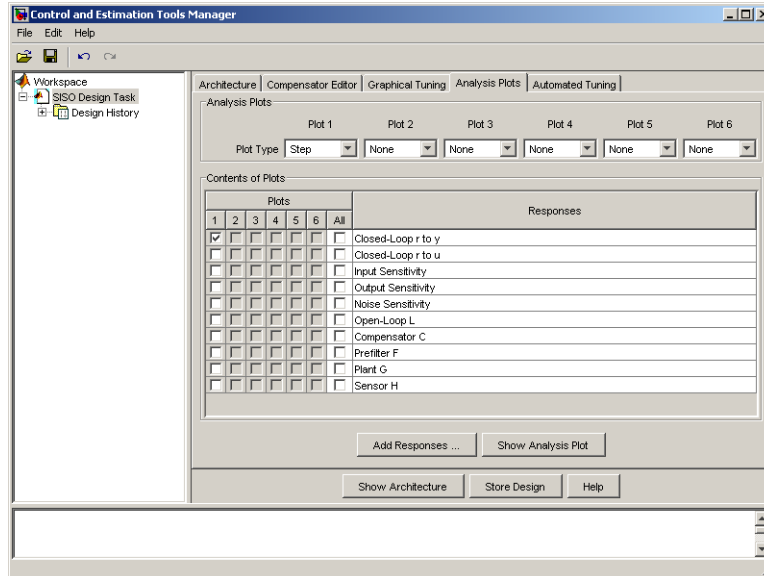 Control and Estimation Tools Manager
File Edit Help
Workspace
SISO Design Task
Design History
Architecture Compensator Editor Graphical Tuning Analysis Plots Automated Tuning
Analysis Plots
Plot 1 Plot 2 Plot 3 Plot 4 Plot 5 Plot 6
Plot Type Step None None None None None
Contents of Plots
Plots
Responses
1 2 3 4 5 6 All
Closed-Loop r to y
Closed-Loop r to u
Input Sensitivity
Output Sensitivity
Noise Sensitivity
Open-Loop L
Compensator C
Prefilter F
Plant G
Sensor H
Add Responses ... Show Analysis Plot
Show Architecture Store Design Help